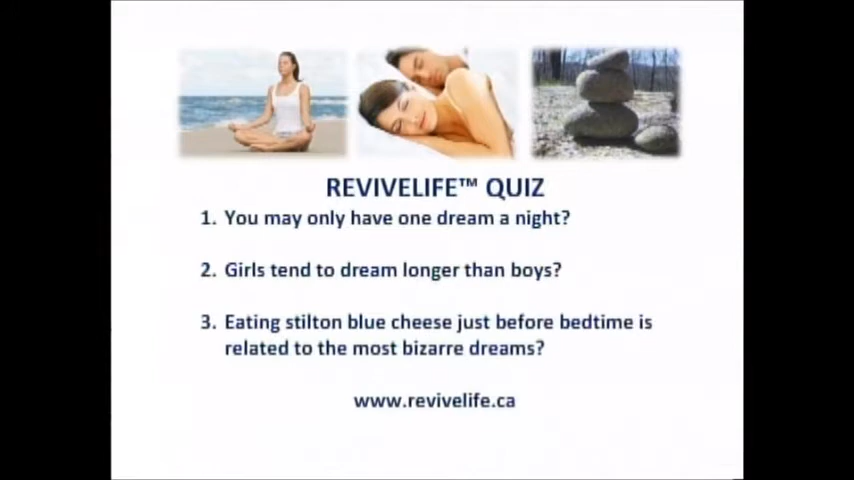 REVIVELIFE™ QUIZ
1. You may only have one dream a night?
2. Girls tend to dream longer than boys?
3. Eating stilton blue cheese just before bedtime is
related to the most bizarre dreams?
www.revivelife.ca